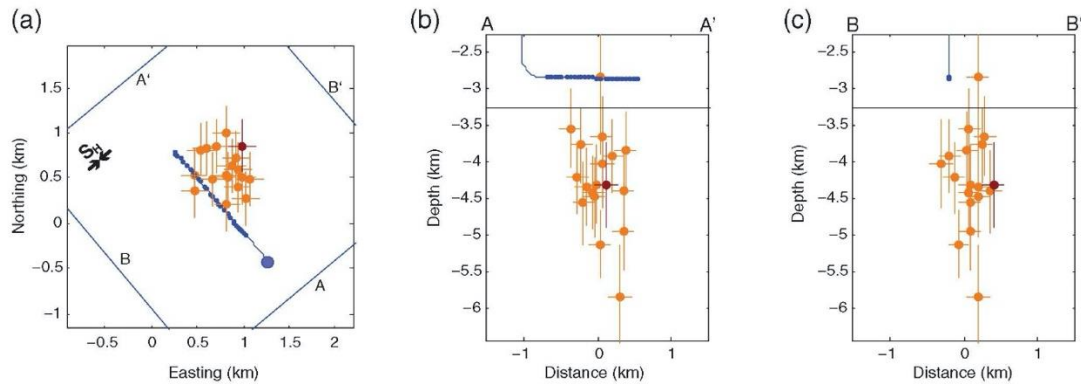 (a)
A'
B'
S_H
B
A
Northing (km)
1.5
1
0.5
0
−0.5
−1
−0.5
0
0.5
1
1.5
2
Easting (km)
(b)
A
A'
Depth (km)
−2.5
−3
−3.5
−4
−4.5
−5
−5.5
−6
−1
0
1
Distance (km)
(c)
B
B'
Depth (km)
−2.5
−3
−3.5
−4
−4.5
−5
−5.5
−6
−1
0
1
Distance (km)